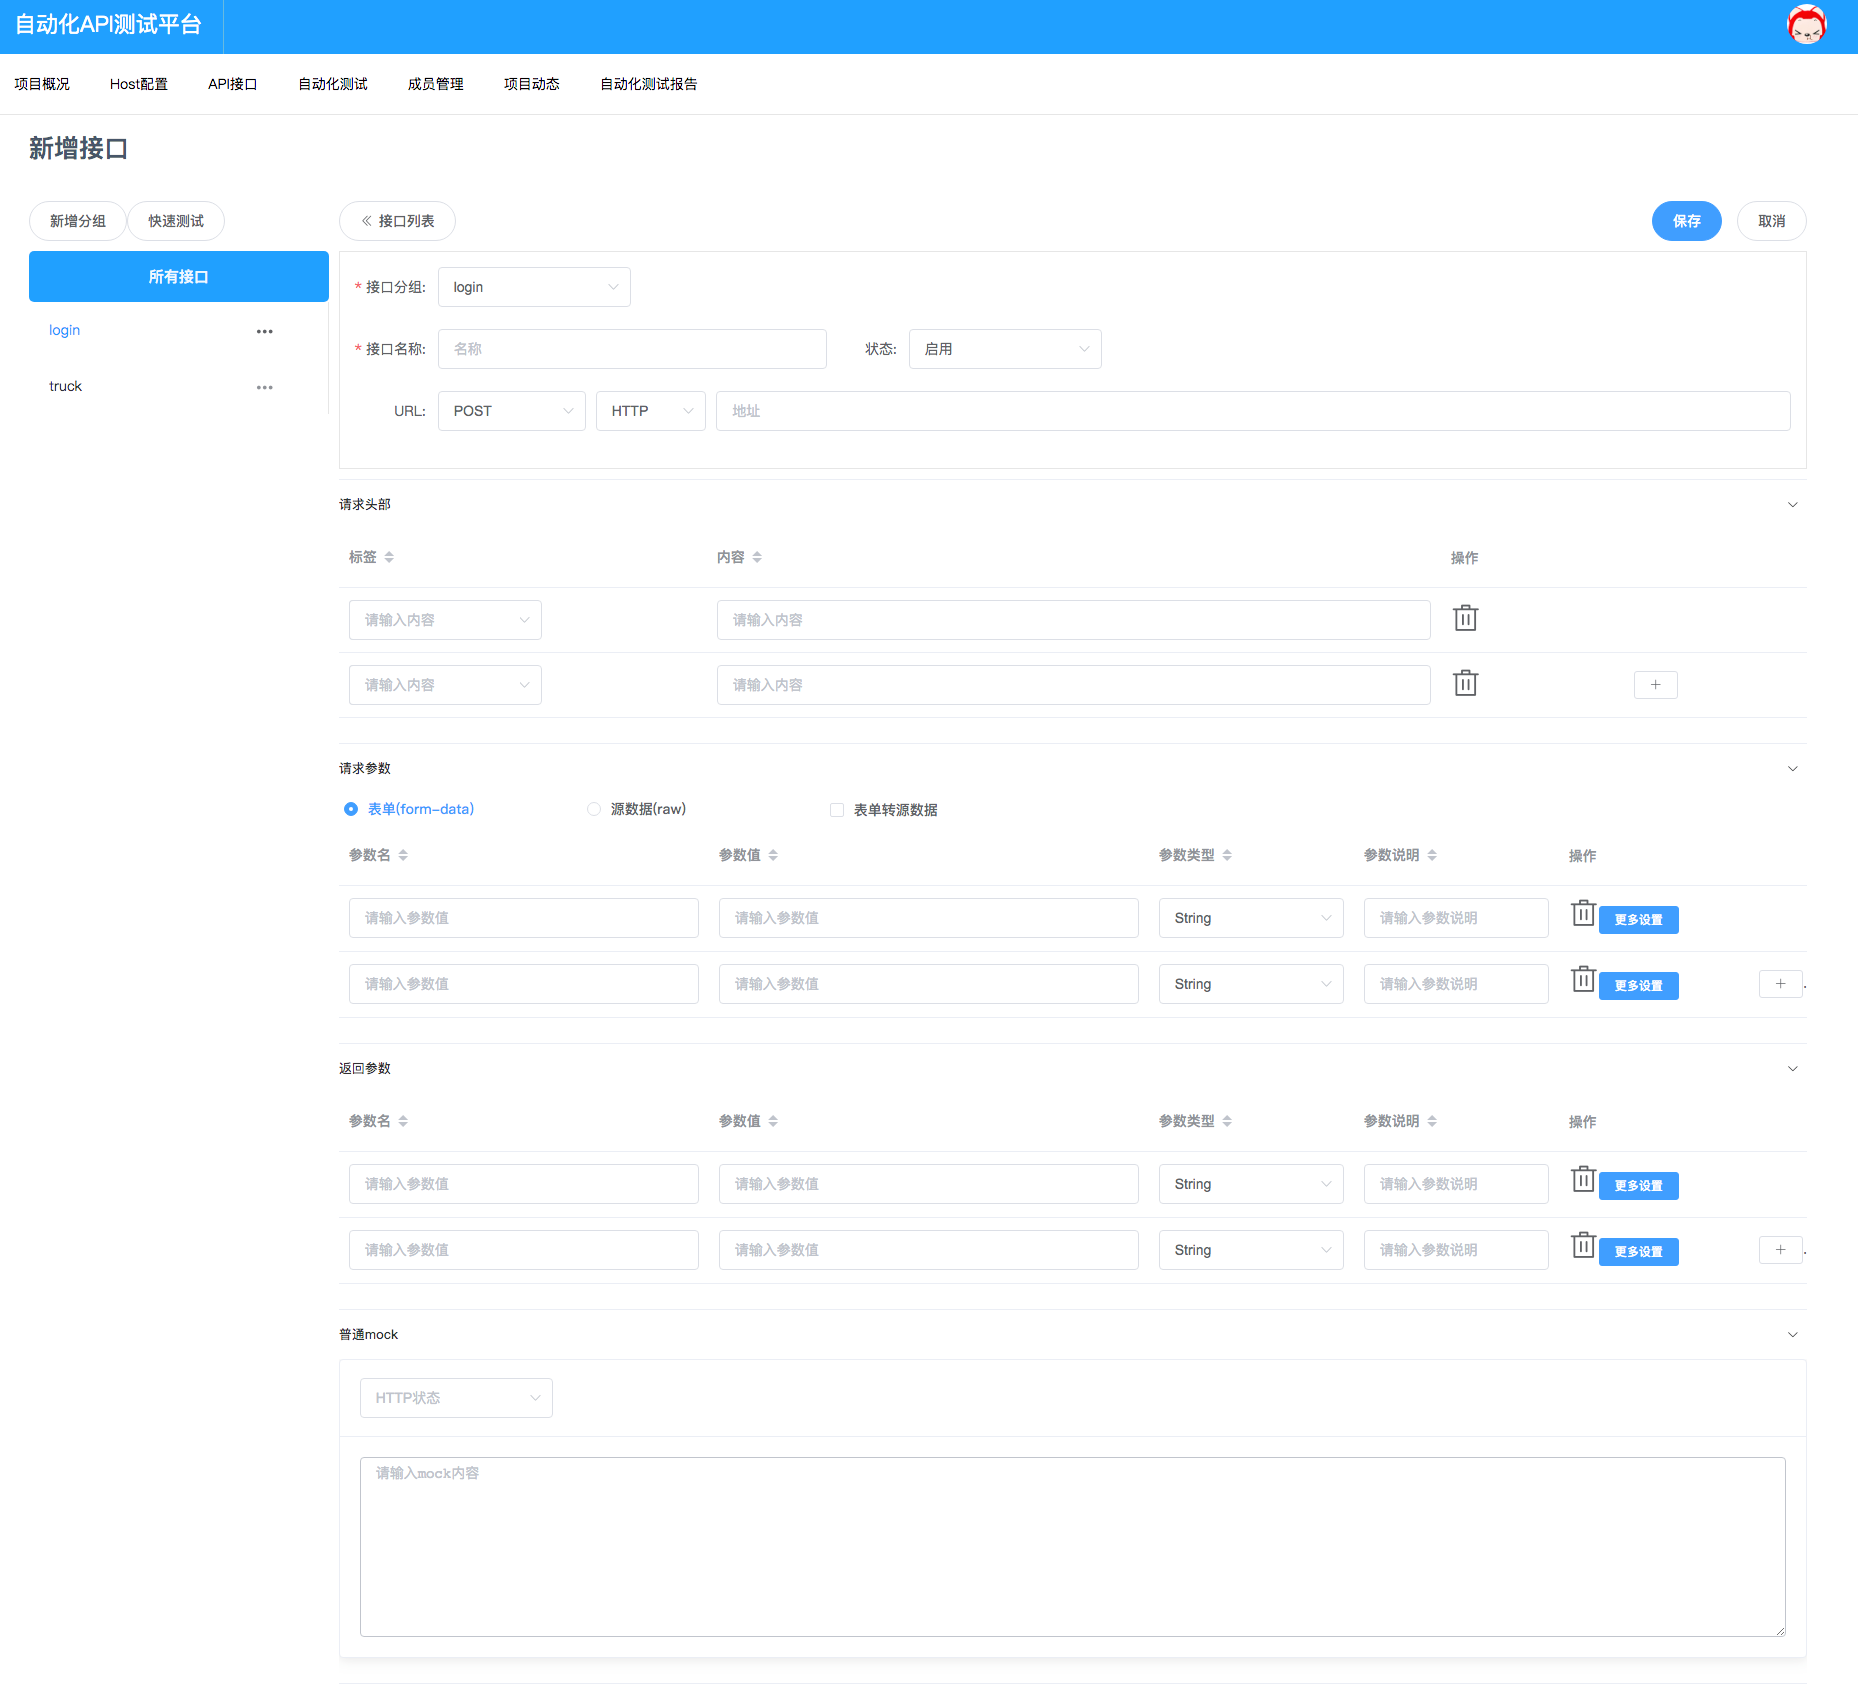 自动化API测试平台
项目概况 Host配置 API接口 自动化测试 成员管理 项目动态 自动化测试报告
新增接口
新增分组 快速测试 接口列表 保存 取消
所有接口
login
truck
* 接口分组: login
* 接口名称: 名称 状态: 启用
URL: POST HTTP 地址
请求头部
标签 内容 操作
请输入内容 请输入内容
请输入内容 请输入内容 +
请求参数
表单(form-data) 源数据(raw) 表单转源数据
参数名 参数值 参数类型 参数说明 操作
请输入参数值 请输入参数值 String 请输入参数说明 更多设置
请输入参数值 请输入参数值 String 请输入参数说明 更多设置 + .
返回参数
参数名 参数值 参数类型 参数说明 操作
请输入参数值 请输入参数值 String 请输入参数说明 更多设置
请输入参数值 请输入参数值 String 请输入参数说明 更多设置 + .
普通mock
HTTP状态
请输入mock内容